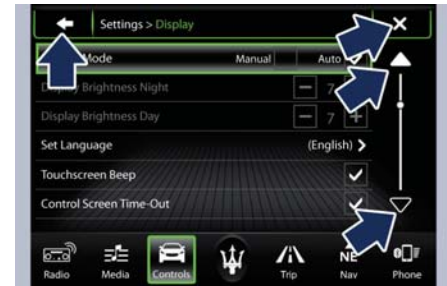 Settings > Display
Mode Manual Auto
Display Brightness Night 7
Display Brightness Day 7 +
Set Language (English) >
Touchscreen Beep
Control Screen Time-Out
Radio Media Controls Trip Nav Phone